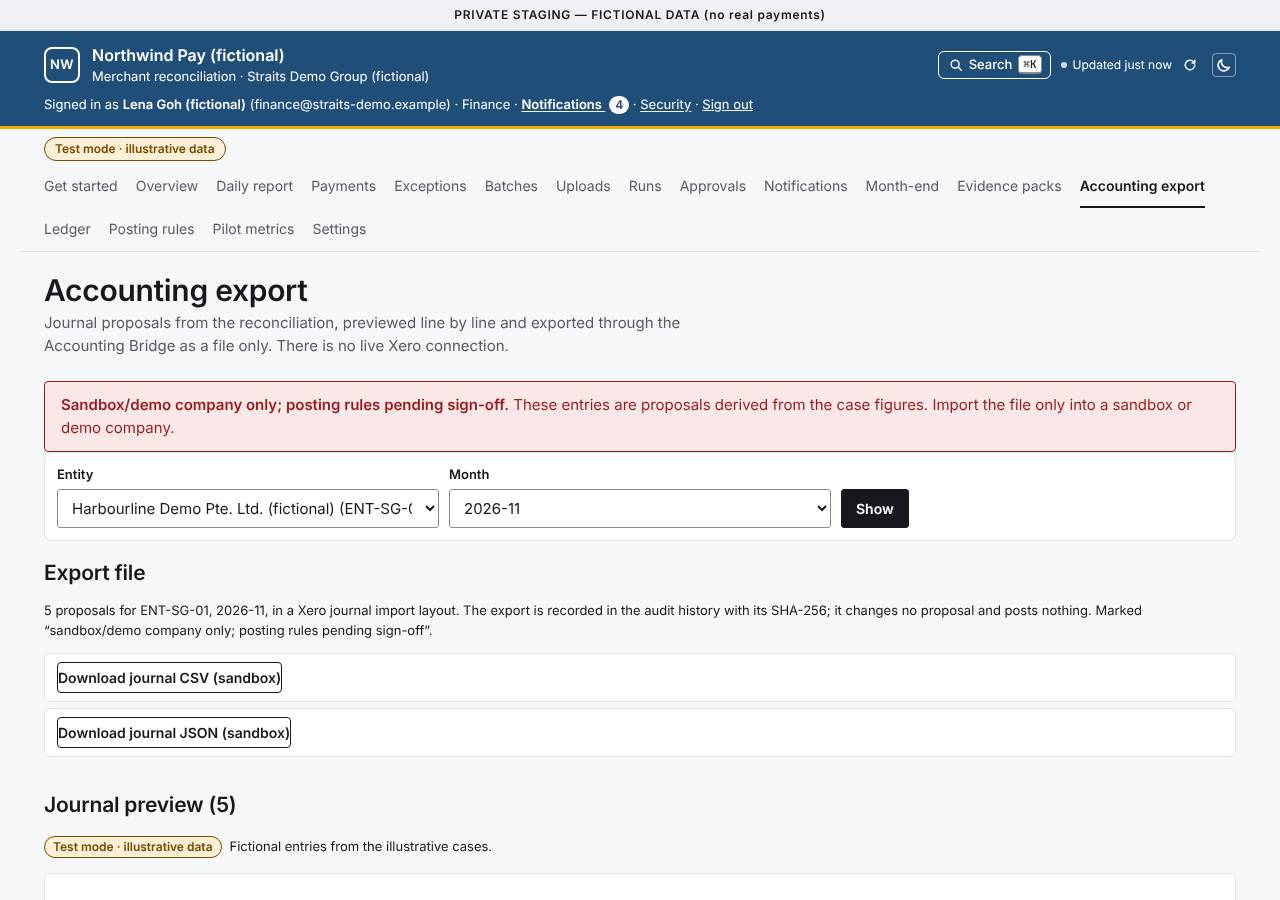 PRIVATE STAGING — FICTIONAL DATA (no real payments)
NW
Northwind Pay (fictional)
Merchant reconciliation · Straits Demo Group (fictional)
Search ⌘K
Updated just now
Signed in as Lena Goh (fictional) (finance@straits-demo.example) · Finance · Notifications 4 · Security · Sign out
Test mode · illustrative data
Get started Overview Daily report Payments Exceptions Batches Uploads Runs Approvals Notifications Month-end Evidence packs Accounting export
Ledger Posting rules Pilot metrics Settings
Accounting export
Journal proposals from the reconciliation, previewed line by line and exported through the
Accounting Bridge as a file only. There is no live Xero connection.
Sandbox/demo company only; posting rules pending sign-off. These entries are proposals derived from the case figures. Import the file only into a sandbox or
demo company.
Entity Month
Harbourline Demo Pte. Ltd. (fictional) (ENT-SG- 2026-11 Show
Export file
5 proposals for ENT-SG-01, 2026-11, in a Xero journal import layout. The export is recorded in the audit history with its SHA-256; it changes no proposal and posts nothing. Marked
“sandbox/demo company only; posting rules pending sign-off”.
Download journal CSV (sandbox)
Download journal JSON (sandbox)
Journal preview (5)
Test mode · illustrative data Fictional entries from the illustrative cases.